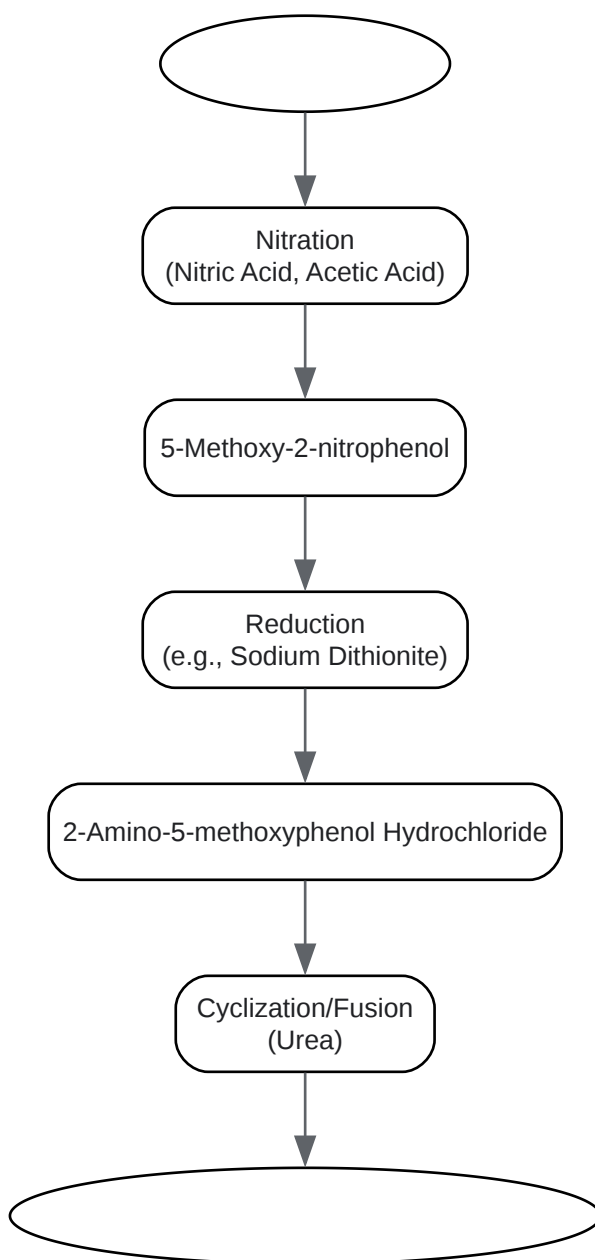 Nitration
(Nitric Acid, Acetic Acid)
5-Methoxy-2-nitrophenol
Reduction
(e.g., Sodium Dithionite)
2-Amino-5-methoxyphenol Hydrochloride
Cyclization/Fusion
(Urea)